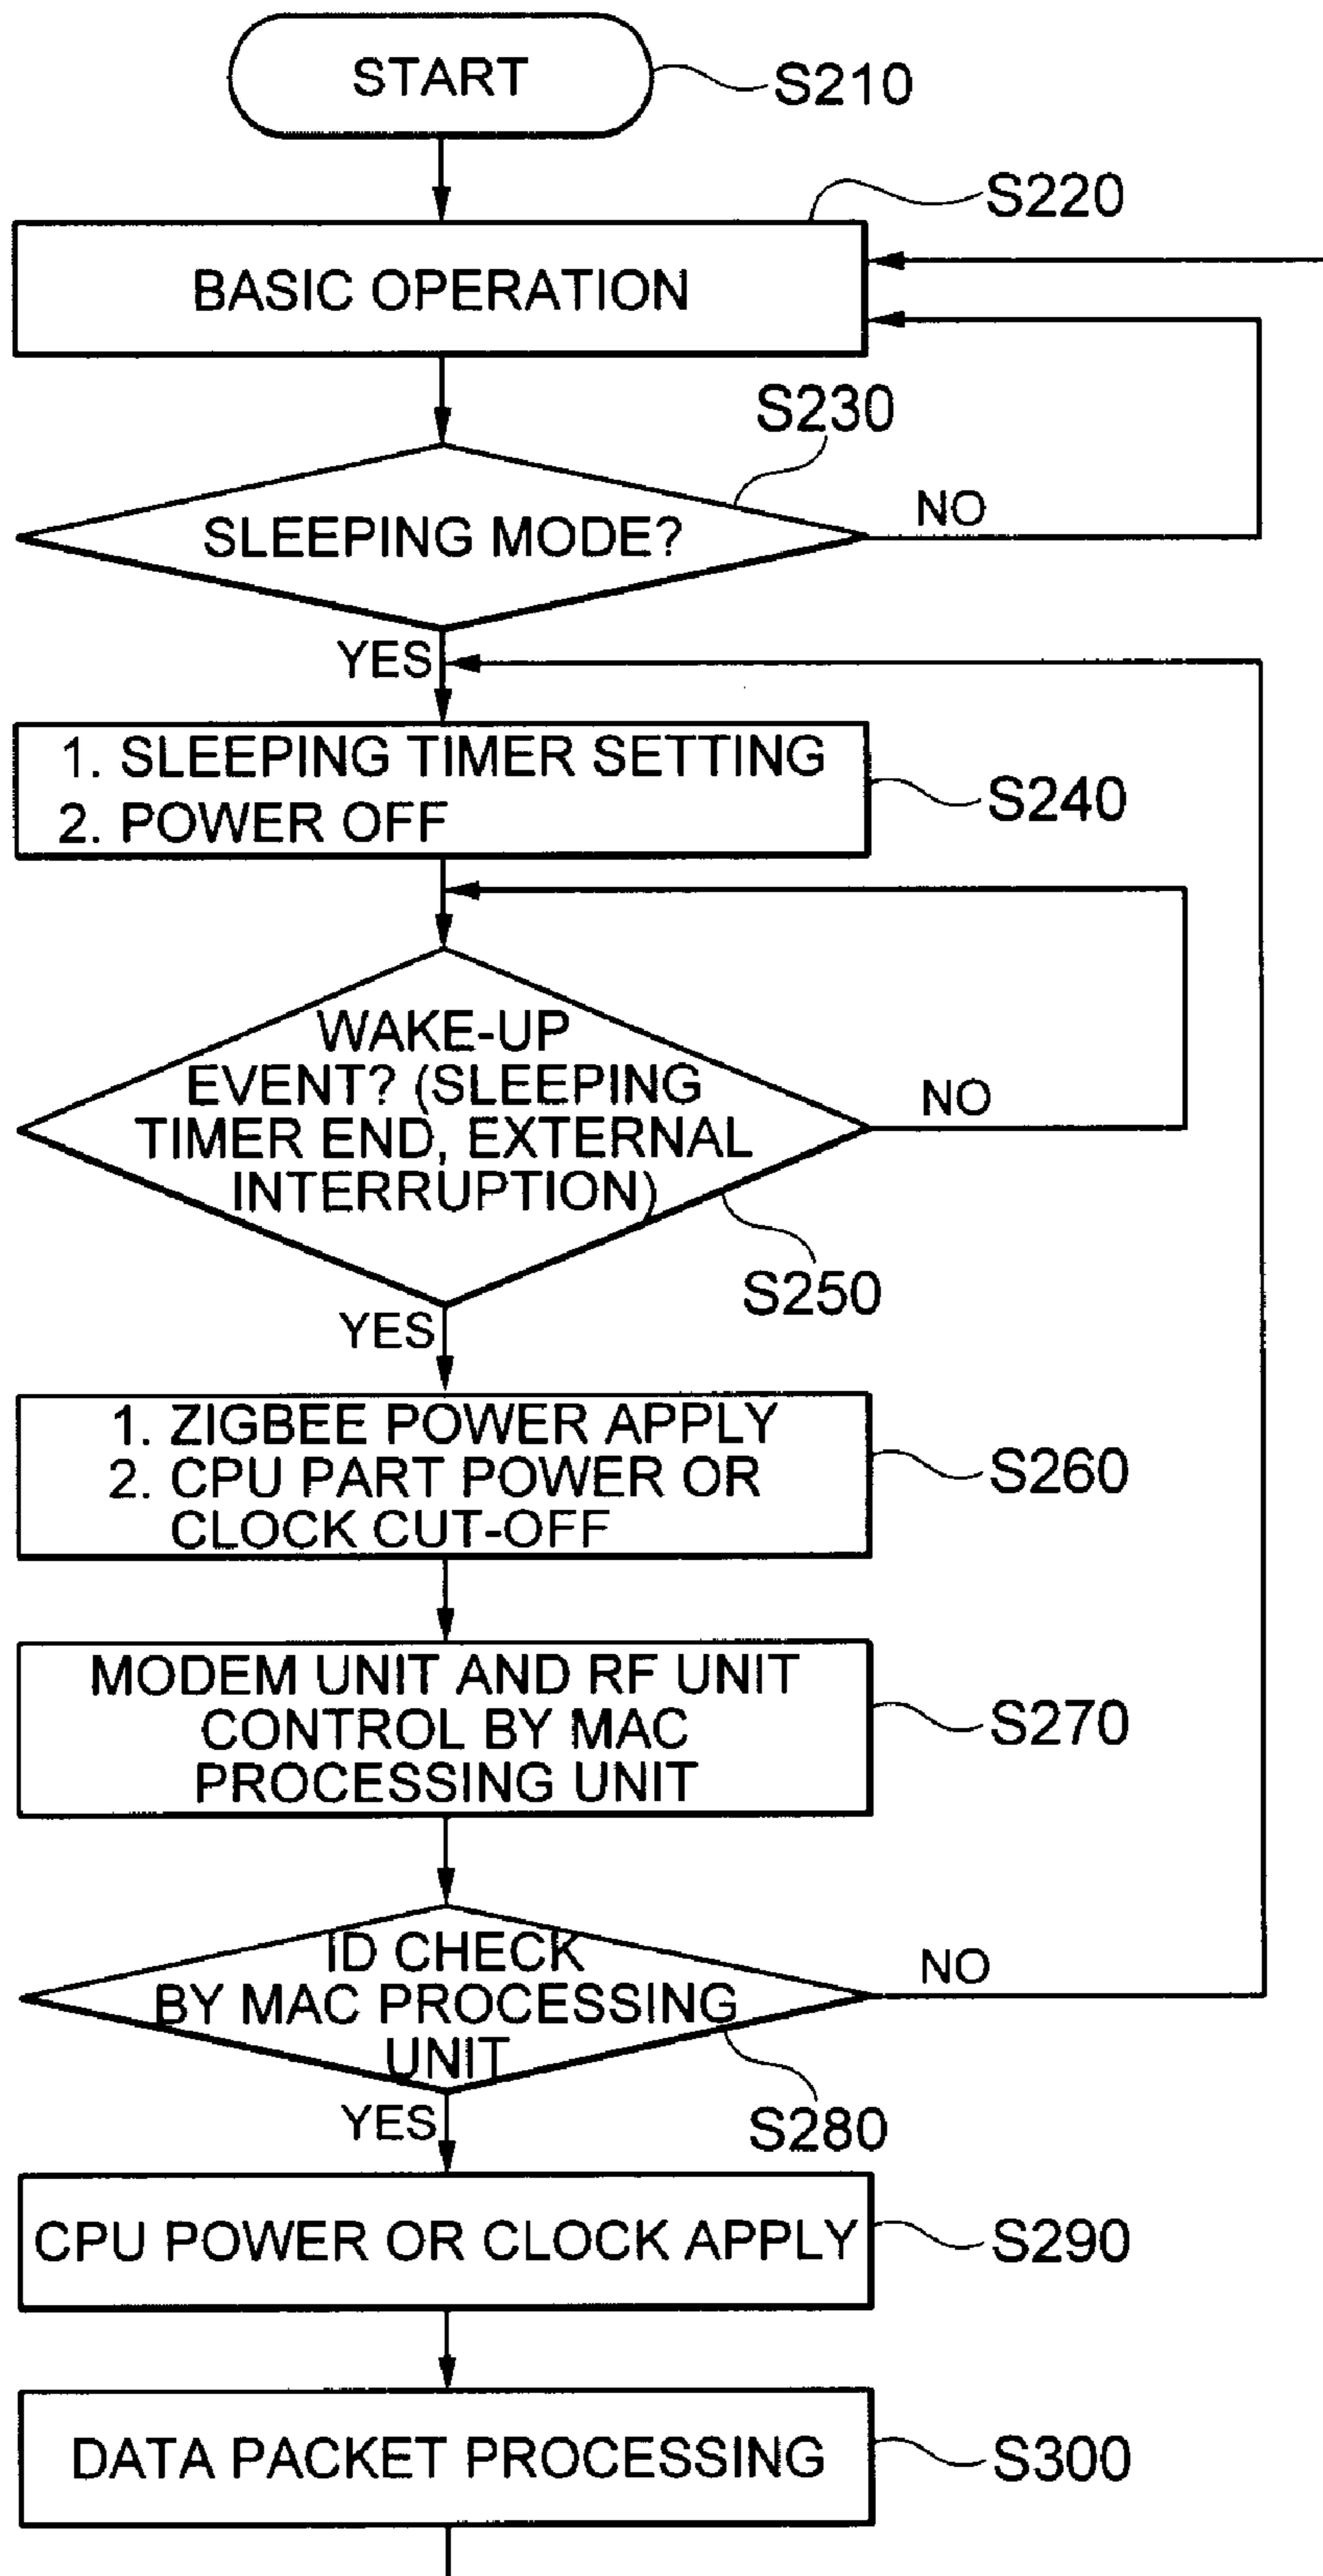 START
S210
S220
BASIC OPERATION
S230
SLEEPING MODE?
NO
YES
1. SLEEPING TIMER SETTING
2. POWER OFF
S240
WAKE-UP
EVENT? (SLEEPING
TIMER END, EXTERNAL
INTERRUPTION)
NO
S250
YES
1. ZIGBEE POWER APPLY
2. CPU PART POWER OR
CLOCK CUT-OFF
S260
MODEM UNIT AND RF UNIT
CONTROL BY MAC
PROCESSING UNIT
S270
ID CHECK
BY MAC PROCESSING
UNIT
NO
S280
YES
CPU POWER OR CLOCK APPLY
S290
DATA PACKET PROCESSING
S300